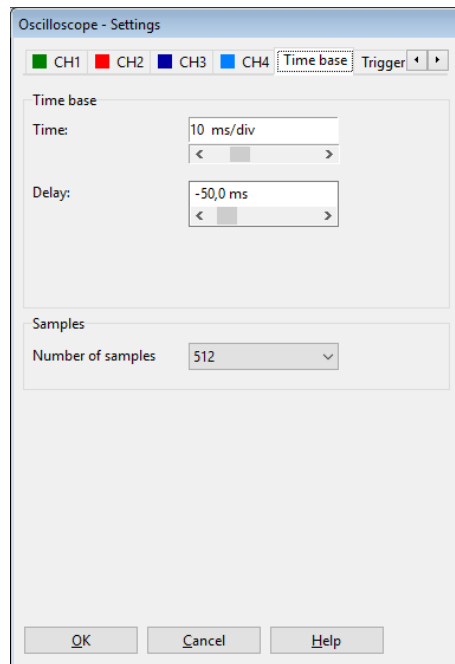 Oscilloscope - Settings
CH1 CH2 CH3 CH4 Time base Trigger
Time base
Time: 10 ms/div
Delay: -50,0 ms
Samples
Number of samples 512
OK Cancel Help